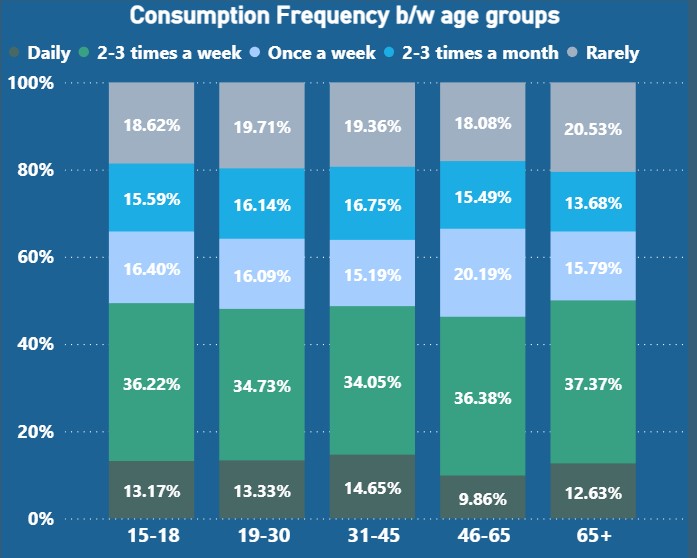 Consumption Frequency b/w age groups
Daily 2-3 times a week Once a week 2-3 times a month Rarely
100%
18.62% 19.71% 19.36% 18.08% 20.53%
80%
15.59% 16.14% 16.75% 15.49% 13.68%
60%
16.40% 16.09% 15.19% 20.19% 15.79%
40%
36.22% 34.73% 34.05% 36.38% 37.37%
20%
13.17% 13.33% 14.65% 9.86% 12.63%
0%
15-18 19-30 31-45 46-65 65+